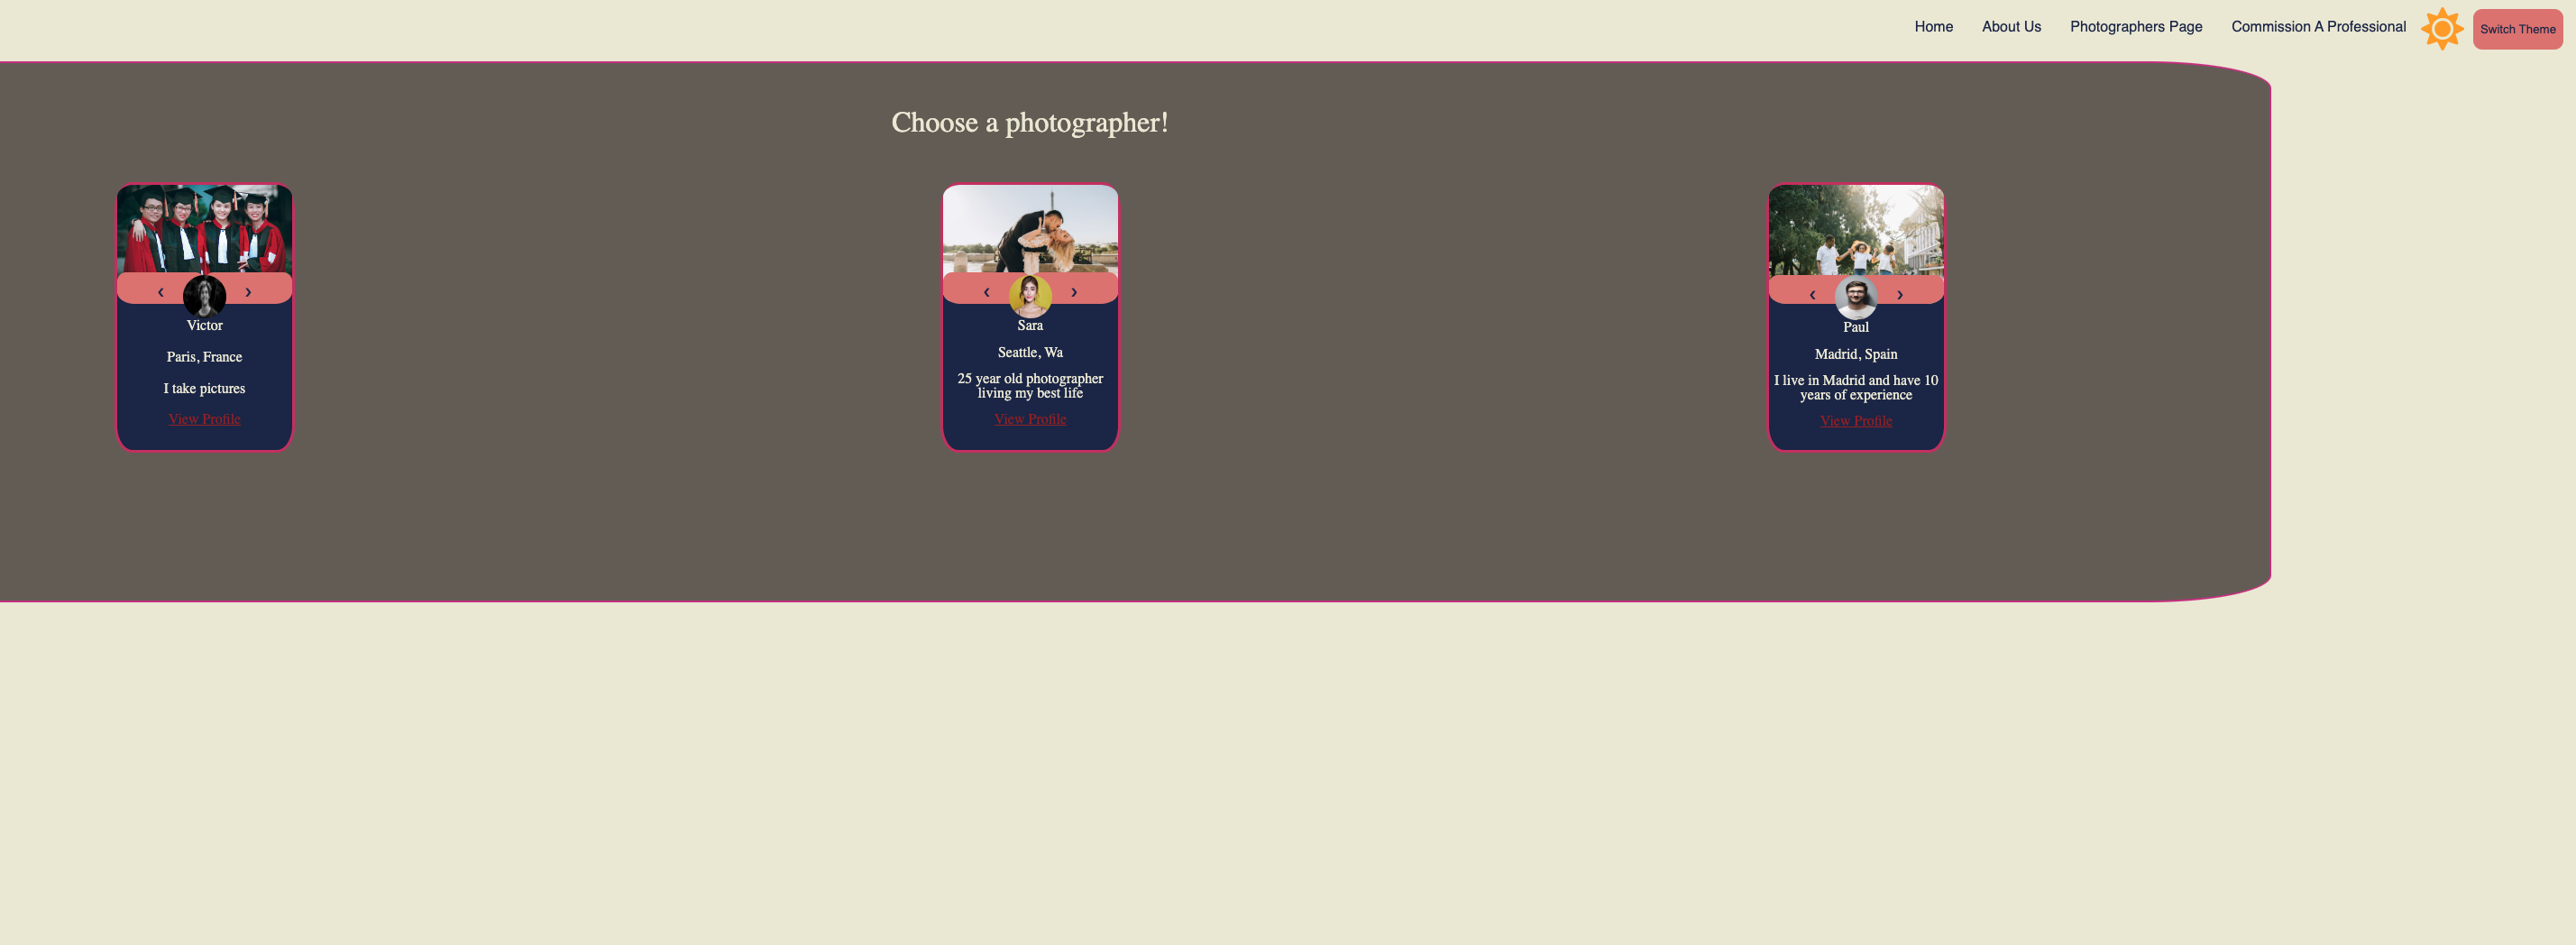 Home About Us Photographers Page Commission A Professional Switch Theme
Choose a photographer!
‹ ›
Victor
Paris, France
I take pictures
View Profile
‹ ›
Sara
Seattle, Wa
25 year old photographer
living my best life
View Profile
‹ ›
Paul
Madrid, Spain
I live in Madrid and have 10
years of experience
View Profile